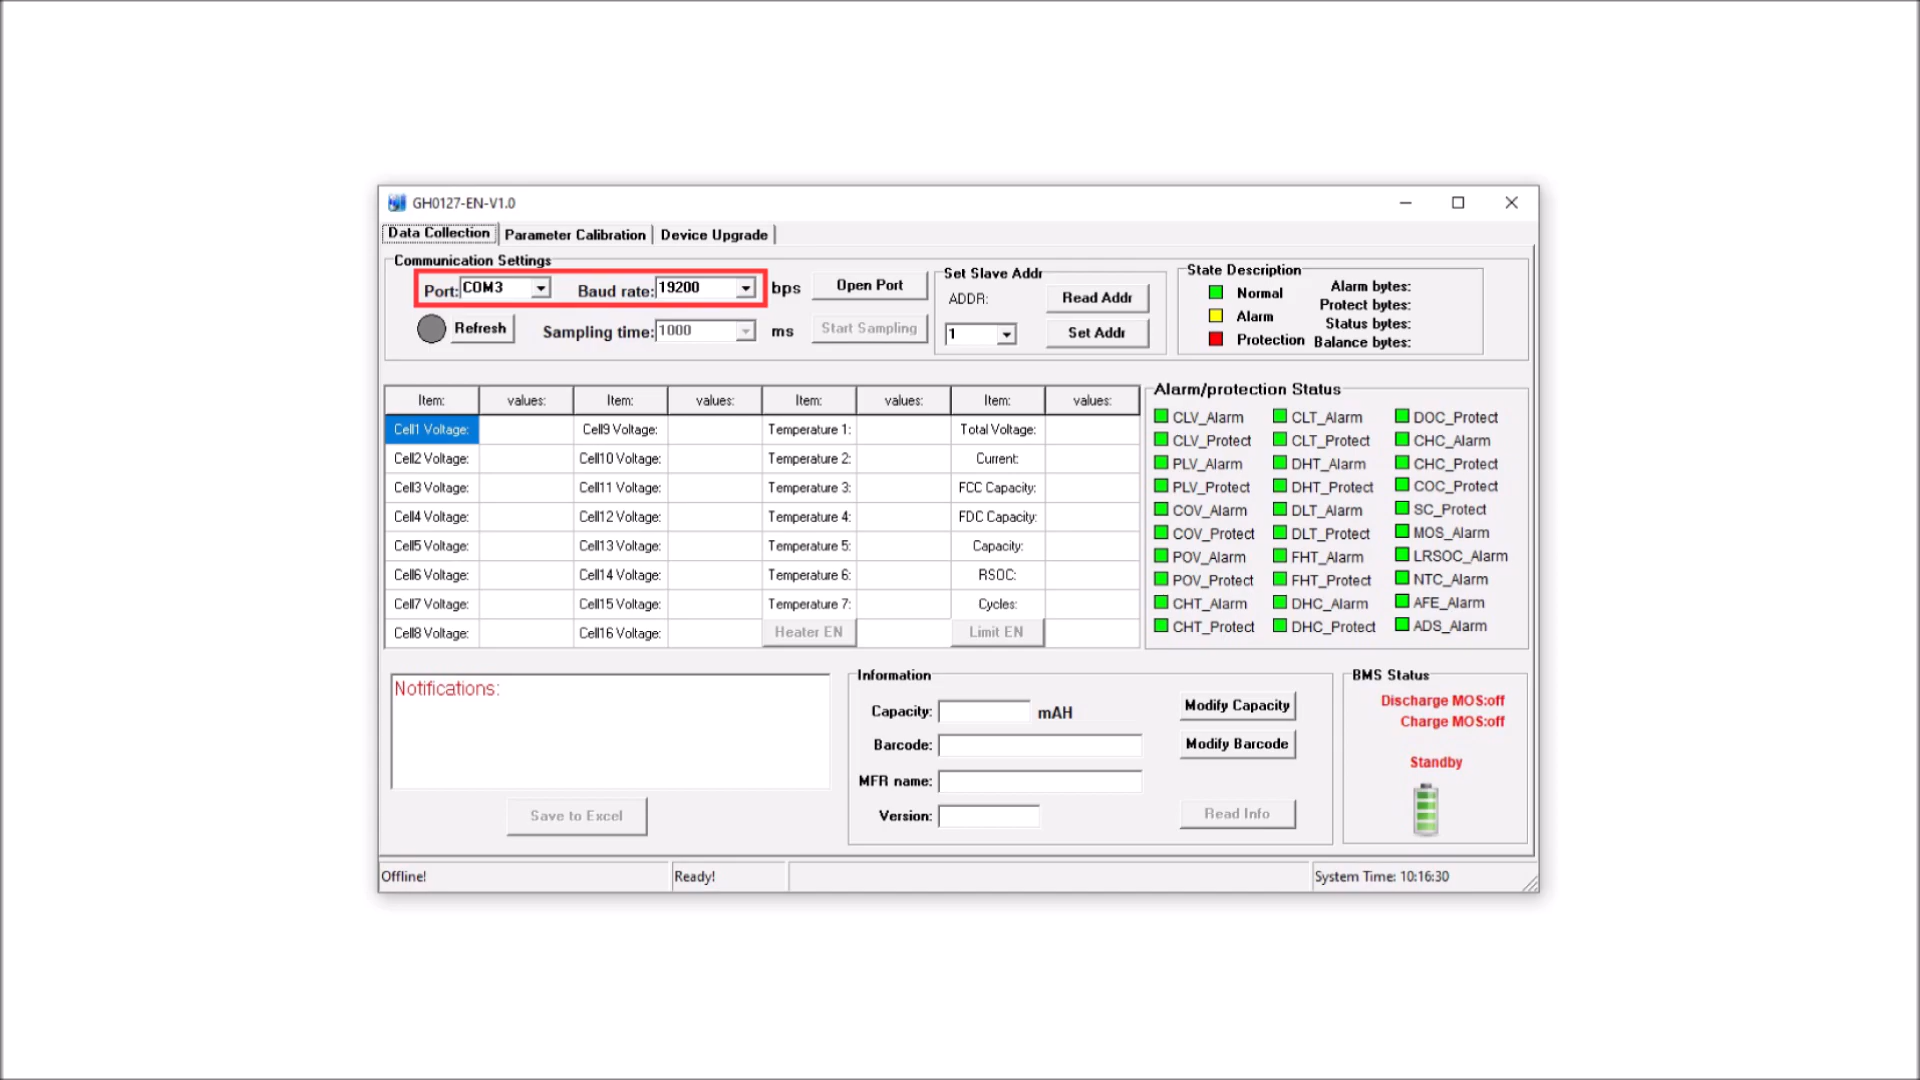 GH0127-EN-V1.0
Data Collection Parameter Calibration Device Upgrade
Communication Settings
Port: COM3 Baud rate: 19200 bps Open Port
Refresh Sampling time: 1000 ms Start Sampling
Set Slave Addr
ADDR: Read Addr
1 Set Addr
State Description
Normal
Alarm
Protection
Alarm bytes:
Protect bytes:
Status bytes:
Balance bytes:
Item: values: Item: values: Item: values: Item: values:
Cell1 Voltage: Cell9 Voltage: Temperature 1: Total Voltage:
Cell2 Voltage: Cell10 Voltage: Temperature 2: Current:
Cell3 Voltage: Cell11 Voltage: Temperature 3: FCC Capacity:
Cell4 Voltage: Cell12 Voltage: Temperature 4: FDC Capacity:
Cell5 Voltage: Cell13 Voltage: Temperature 5: Capacity:
Cell6 Voltage: Cell14 Voltage: Temperature 6: RSOC:
Cell7 Voltage: Cell15 Voltage: Temperature 7: Cycles:
Cell8 Voltage: Cell16 Voltage: Heater EN Limit EN
Alarm/protection Status
CLV_Alarm CLT_Alarm DOC_Protect
CLV_Protect CLT_Protect CHC_Alarm
PLV_Alarm DHT_Alarm CHC_Protect
PLV_Protect DHT_Protect COC_Protect
COV_Alarm DLT_Alarm SC_Protect
COV_Protect DLT_Protect MOS_Alarm
POV_Alarm FHT_Alarm LRSOC_Alarm
POV_Protect FHT_Protect NTC_Alarm
CHT_Alarm DHC_Alarm AFE_Alarm
CHT_Protect DHC_Protect ADS_Alarm
Notifications:
Save to Excel
Information
Capacity: mAH Modify Capacity
Barcode: Modify Barcode
MFR name:
Version: Read Info
BMS Status
Discharge MOS:off
Charge MOS:off
Standby
Offline! Ready! System Time: 10:16:30